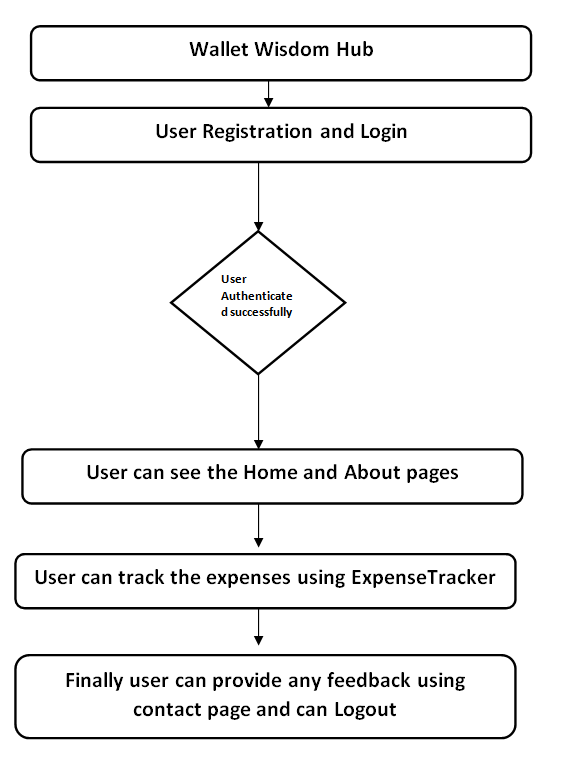 Wallet Wisdom Hub
User Registration and Login
User
Authenticate
d successfully
User can see the Home and About pages
User can track the expenses using ExpenseTracker
Finally user can provide any feedback using
contact page and can Logout